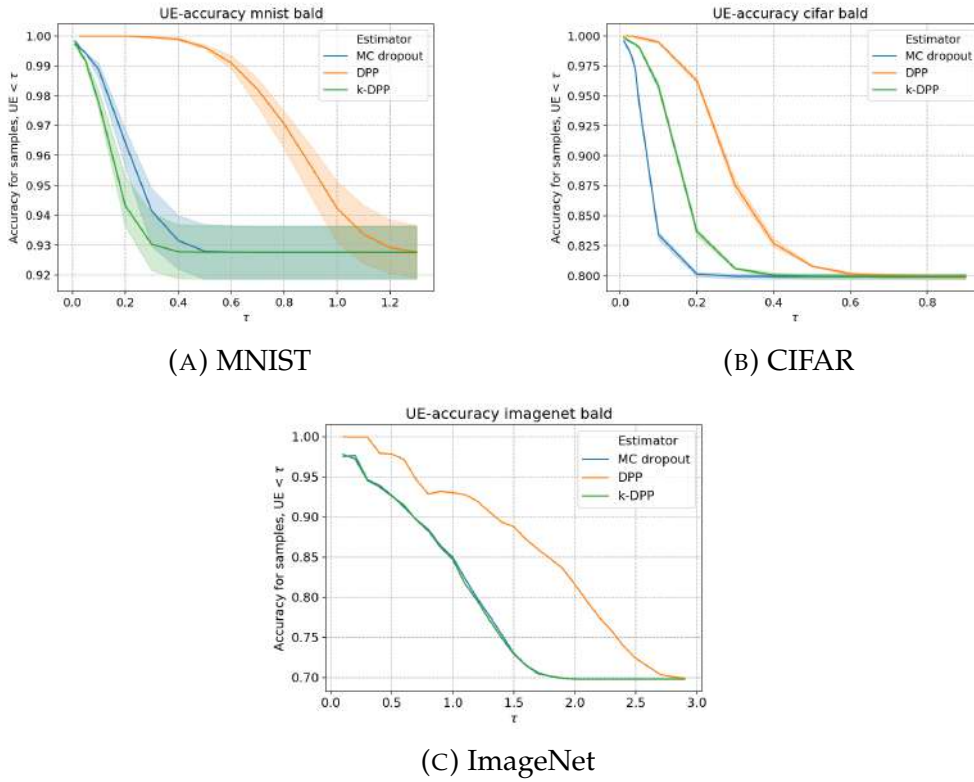 UE-accuracy mnist bald
Accuracy for samples, UE < τ
1.00
0.99
0.98
0.97
0.96
0.95
0.94
0.93
0.92
Estimator
MC dropout
DPP
k-DPP
0.0 0.2 0.4 0.6 0.8 1.0 1.2
τ
(A) MNIST
UE-accuracy cifar bald
Accuracy for samples, UE < τ
1.000
0.975
0.950
0.925
0.900
0.875
0.850
0.825
0.800
Estimator
MC dropout
DPP
k-DPP
0.0 0.2 0.4 0.6 0.8
τ
(B) CIFAR
UE-accuracy imagenet bald
Accuracy for samples, UE < τ
1.00
0.95
0.90
0.85
0.80
0.75
0.70
Estimator
MC dropout
DPP
k-DPP
0.0 0.5 1.0 1.5 2.0 2.5 3.0
τ
(C) ImageNet